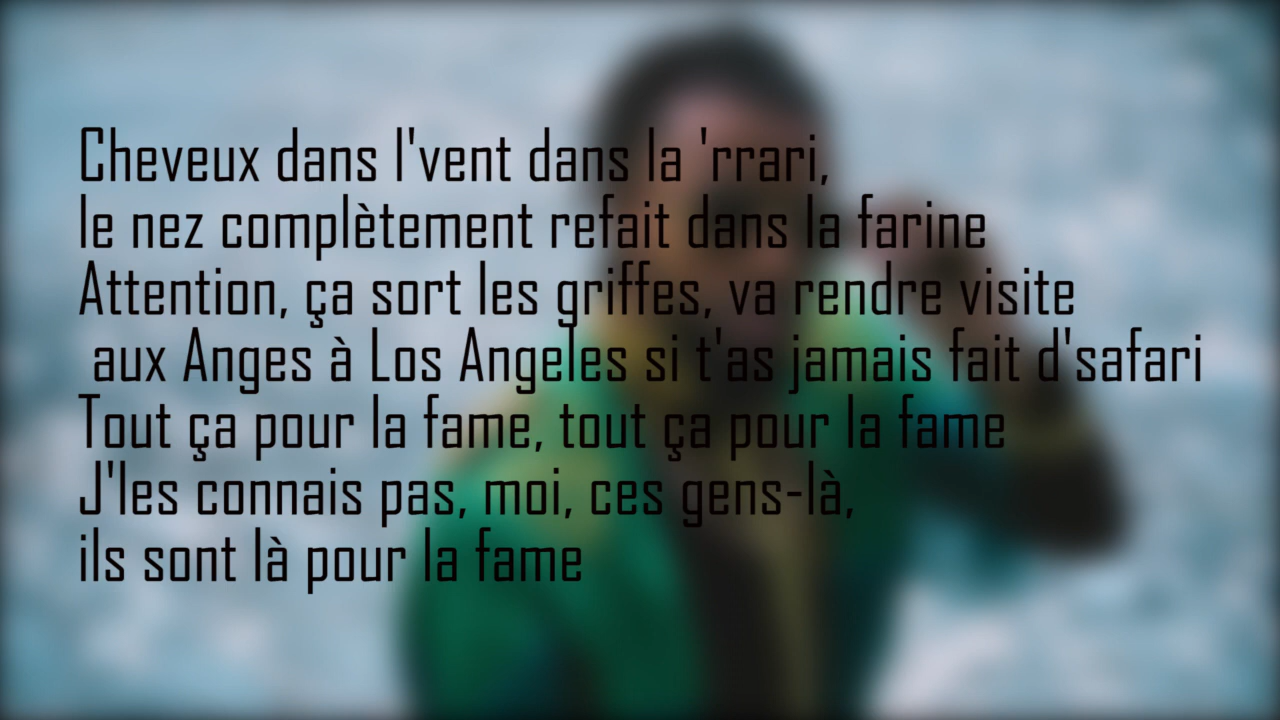 Cheveux dans l'vent dans la 'rrari,
le nez complètement refait dans la farine
Attention, ça sort les griffes, va rendre visite
aux Anges à Los Angeles si t'as jamais fait d'safari
Tout ça pour la fame, tout ça pour la fame
J'les connais pas, moi, ces gens-là,
ils sont là pour la fame